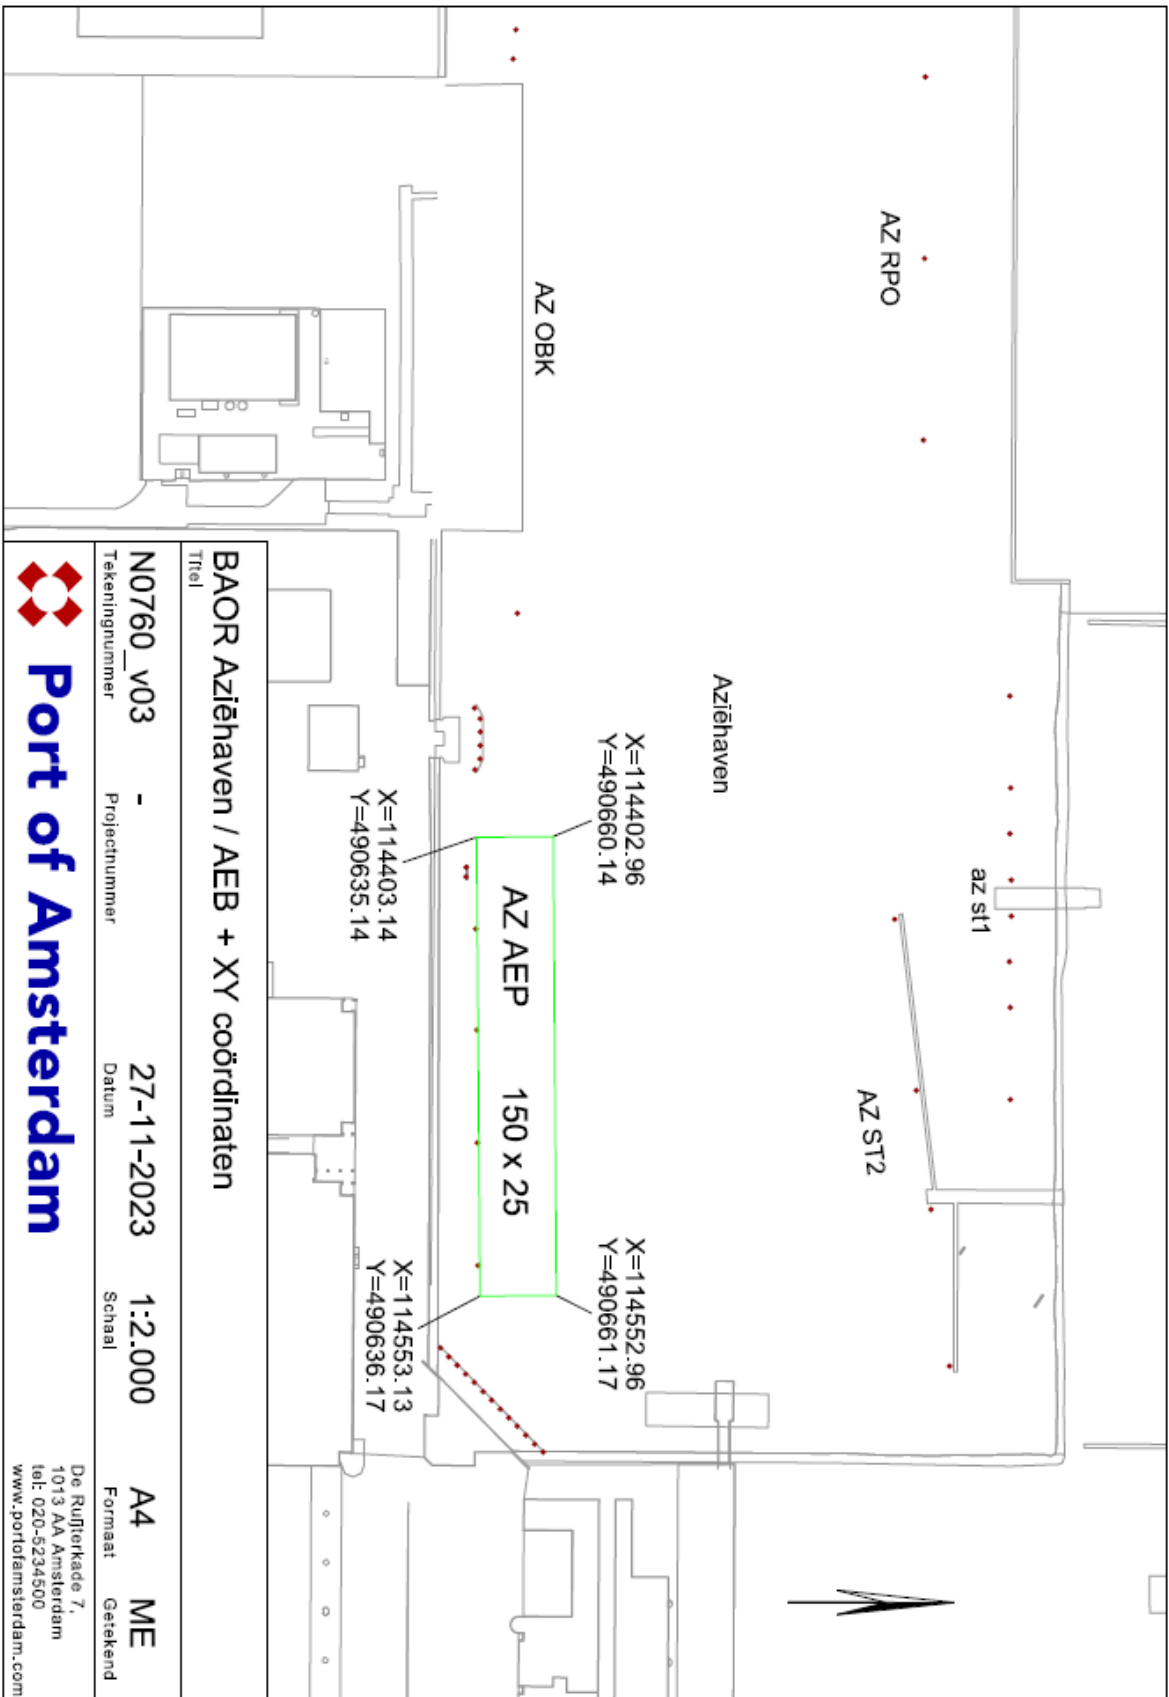 AZ RPO
AZ OBK
Aziëhaven
az st1
AZ ST2
X=114402.96
Y=490660.14
X=114552.96
Y=490661.17
AZ AEP 150 x 25
X=114403.14
Y=490635.14
X=114553.13
Y=490636.17
BAOR Aziëhaven / AEB + XY coördinaten
Titel
N0760_v03 - 27-11-2023 1:2.000 A4 ME
Tekeningnummer Projectnummer Datum Schaal Formaat Getekend
Port of Amsterdam
De Ruijterkade 7,
1013 AA Amsterdam
tel: 020-5234500
www.portofamsterdam.com